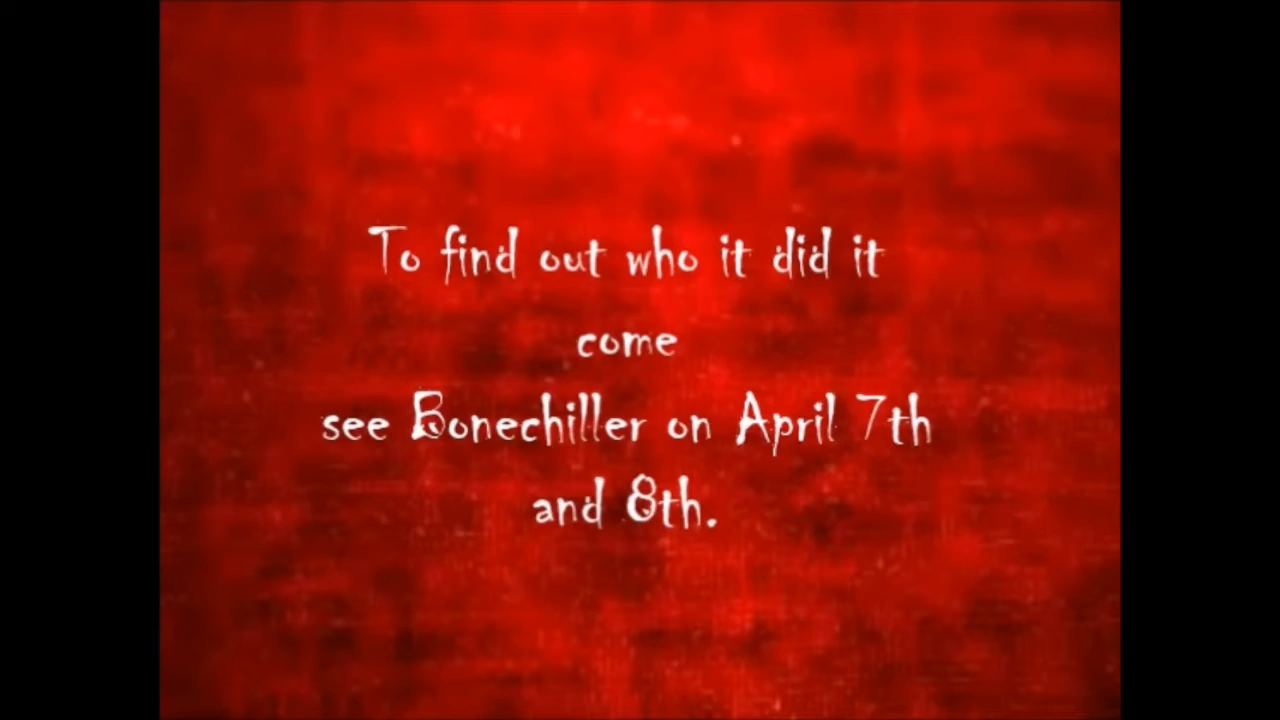 To find out who it did it
come
see Bonechiller on April 7th
and 8th.